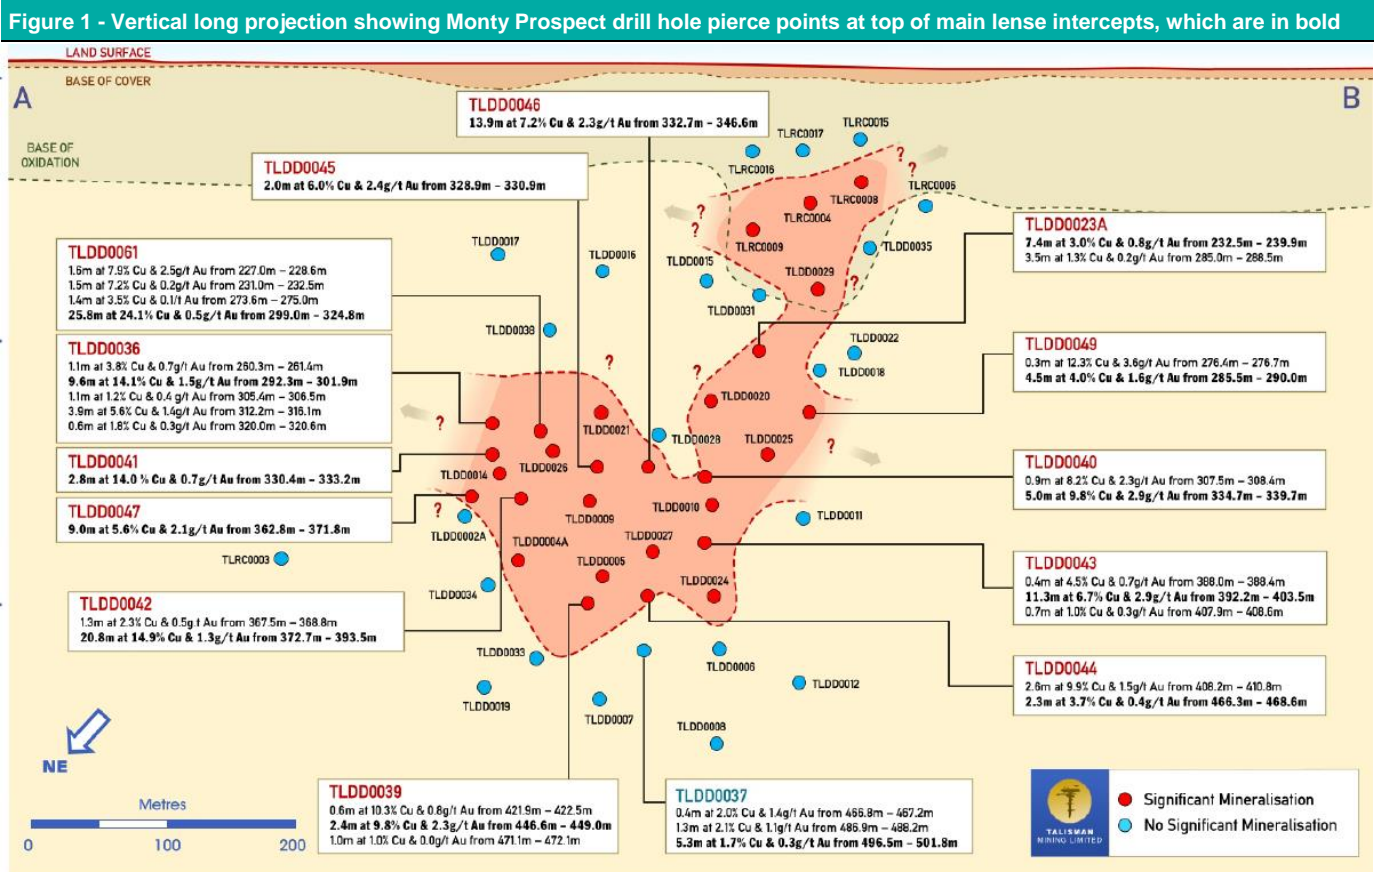 Figure 1 - Vertical long projection showing Monty Prospect drill hole pierce points at top of main lense intercepts, which are in bold
LAND SURFACE
BASE OF COVER
A
B
BASE OF
OXIDATION
TLDD0046
13.9m at 7.2% Cu & 2.3g/t Au from 332.7m – 346.6m
TLDD0045
2.0m at 6.0% Cu & 2.4g/t Au from 328.9m – 330.9m
TLRC0015
TLRC0017
TLRC0016
TLRC0008
TLRC0006
TLRC0004
TLRC0009
TLDD0035
?
?
?
?
?
TLDD0029
TLDD0015
TLDD0031
TLDD0017
TLDD0016
TLDD0038
TLDD0023A
7.4m at 3.0% Cu & 0.8g/t Au from 232.5m – 239.9m
3.5m at 1.3% Cu & 0.2g/t Au from 285.0m – 288.5m
TLDD0061
1.6m at 7.9% Cu & 2.5g/t Au from 227.0m – 228.6m
1.5m at 7.2% Cu & 0.2g/t Au from 231.0m – 232.5m
1.4m at 3.5% Cu & 0.1/t Au from 273.6m – 275.0m
25.8m at 24.1% Cu & 0.5g/t Au from 299.0m – 324.8m
TLDD0036
1.1m at 3.8% Cu & 0.7g/t Au from 260.3m – 261.4m
9.6m at 14.1% Cu & 1.5g/t Au from 292.3m – 301.9m
1.1m at 1.2% Cu & 0.4 g/t Au from 305.4m – 306.5m
3.9m at 5.6% Cu & 1.4g/t Au from 312.2m – 316.1m
0.6m at 1.8% Cu & 0.3g/t Au from 320.0m – 320.6m
TLDD0022
TLDD0018
TLDD0049
0.3m at 12.3% Cu & 3.6g/t Au from 276.4m – 276.7m
4.5m at 4.0% Cu & 1.6g/t Au from 285.5m – 290.0m
?
?
?
?
?
TLDD0020
TLDD0021
TLDD0028
TLDD0025
TLDD0041
2.8m at 14.0 % Cu & 0.7g/t Au from 330.4m – 333.2m
TLDD0014
TLDD0026
TLDD0040
0.9m at 8.2% Cu & 2.3g/t Au from 307.5m – 308.4m
5.0m at 9.8% Cu & 2.9g/t Au from 334.7m – 339.7m
TLDD0047
9.0m at 5.6% Cu & 2.1g/t Au from 362.8m – 371.8m
TLDD0009
TLDD0010
TLDD0011
TLDD0002A
TLDD0004A
TLDD0027
TLRC0003
TLDD0005
TLDD0024
TLDD0034
TLDD0043
0.4m at 4.5% Cu & 0.7g/t Au from 388.0m – 388.4m
11.3m at 6.7% Cu & 2.9g/t Au from 392.2m – 403.5m
0.7m at 1.0% Cu & 0.3g/t Au from 407.9m – 408.6m
TLDD0042
1.3m at 2.3% Cu & 0.5g.t Au from 367.5m – 368.8m
20.8m at 14.9% Cu & 1.3g/t Au from 372.7m – 393.5m
TLDD0033
TLDD0006
TLDD0012
TLDD0019
TLDD0007
TLDD0008
TLDD0044
2.6m at 9.9% Cu & 1.5g/t Au from 408.2m – 410.8m
2.3m at 3.7% Cu & 0.4g/t Au from 466.3m – 468.6m
NE
Metres
0 100 200
TLDD0039
0.6m at 10.3% Cu & 0.8g/t Au from 421.9m – 422.5m
2.4m at 9.8% Cu & 2.3g/t Au from 446.6m – 449.0m
1.0m at 1.0% Cu & 0.0g/t Au from 471.1m – 472.1m
TLDD0037
0.4m at 2.0% Cu & 1.4g/t Au from 466.8m – 467.2m
1.3m at 2.1% Cu & 1.1g/t Au from 486.9m – 488.2m
5.3m at 1.7% Cu & 0.3g/t Au from 496.5m – 501.8m
TALISMAN
MINING LIMITED
Significant Mineralisation
No Significant Mineralisation